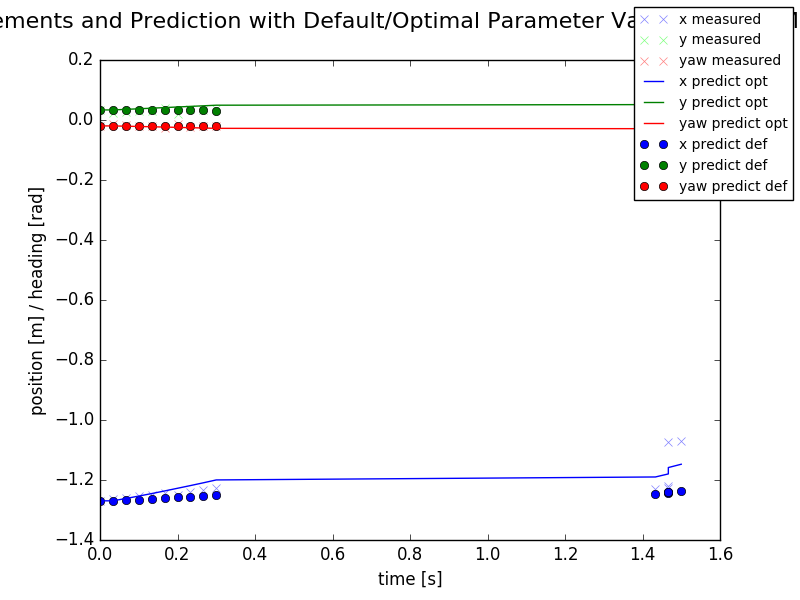 ements and Prediction with Default/Optimal Parameter Va
x measured
y measured
yaw measured
x predict opt
y predict opt
yaw predict opt
x predict def
y predict def
yaw predict def
0.2
0.0
−0.2
−0.4
−0.6
−0.8
−1.0
−1.2
−1.4
position [m] / heading [rad]
0.0 0.2 0.4 0.6 0.8 1.0 1.2 1.4 1.6
time [s]